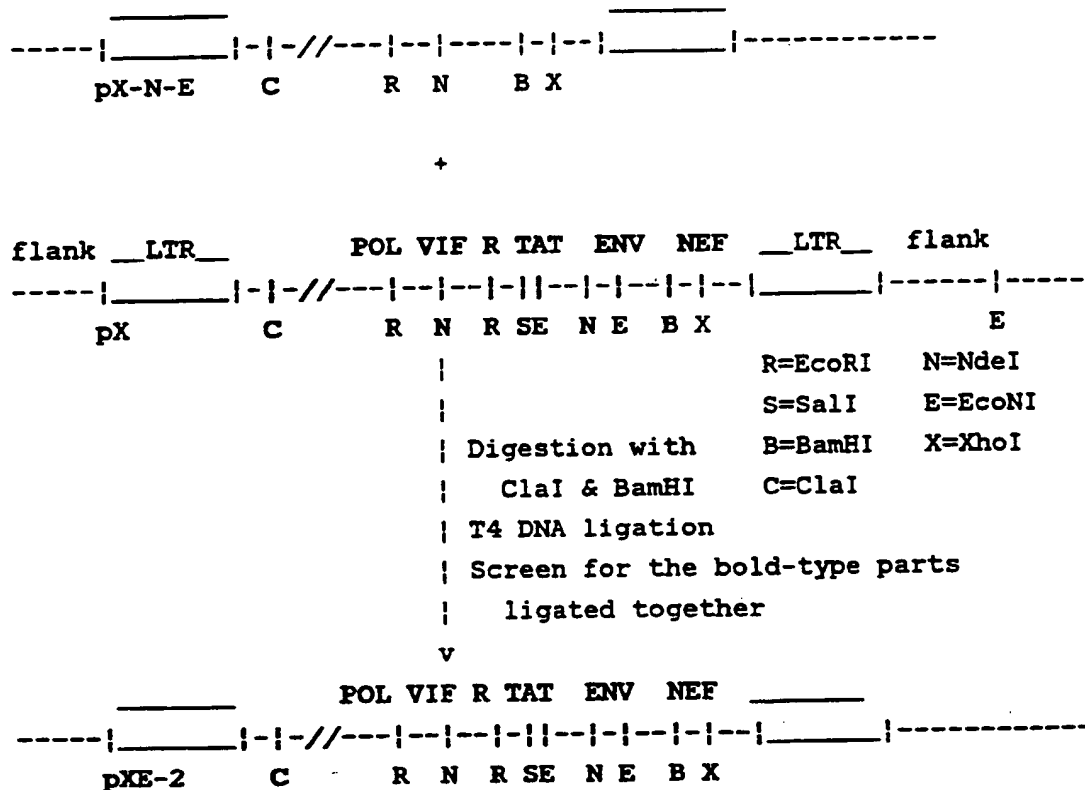 -----¦ ¦-¦-//---¦--¦----¦-¦--¦ ¦------------
pX-N-E C R N B X
+
flank __LTR__ POL VIF R TAT ENV NEF __LTR__ flank
-----¦ ¦-¦-//---¦--¦--¦-¦¦--¦-¦--¦-¦--¦ ¦------¦-----
pX C R N R SE N E B X E
R=EcoRI N=NdeI
S=SalI E=EcoNI
Digestion with B=BamHI X=XhoI
ClaI & BamHI C=ClaI
T4 DNA ligation
Screen for the bold-type parts
ligated together
v
POL VIF R TAT ENV NEF
-----¦ ¦-¦-//---¦--¦--¦-¦¦--¦-¦--¦-¦--¦ ¦------------
pXE-2 C R N R SE N E B X